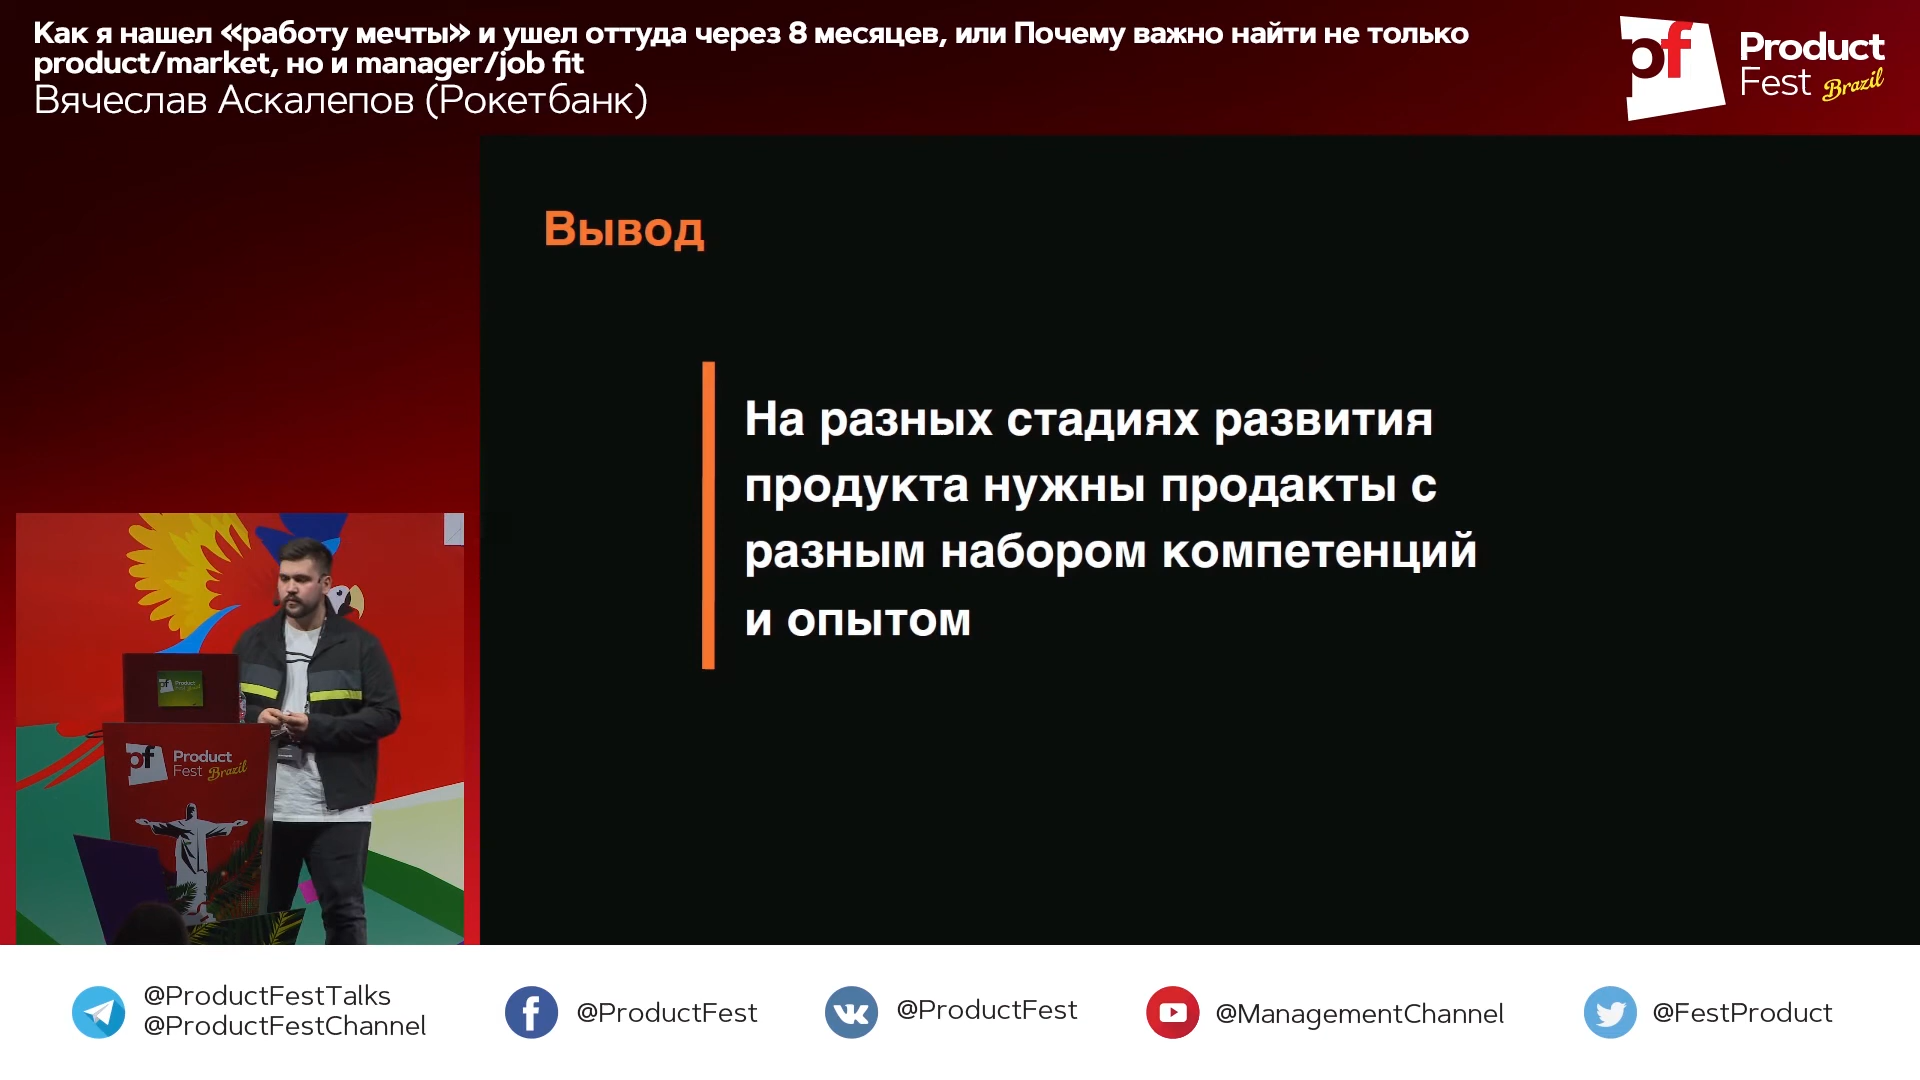 Как я нашел «работу мечты» и ушел оттуда через 8 месяцев, или Почему важно найти не только
product/market, но и manager/job fit
Вячеслав Аскалепов (Рокетбанк)
pf
Product
Fest Brazil
Вывод
На разных стадиях развития
продукта нужны продакты с
разным набором компетенций
и опытом
pf
Product
Fest Brazil
@ProductFestTalks
@ProductFestChannel
@ProductFest
@ProductFest
@ManagementChannel
@FestProduct